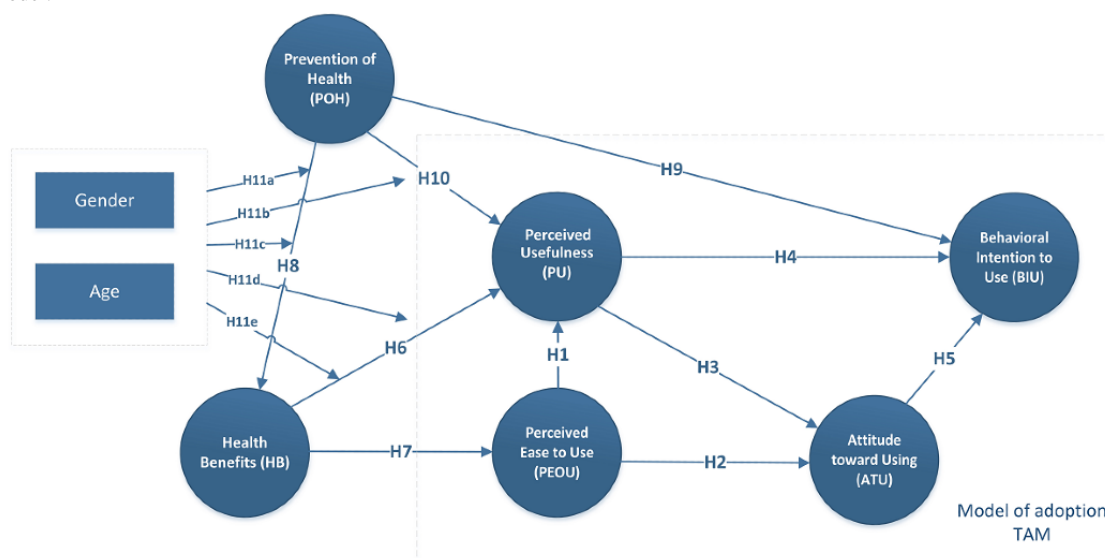 Prevention of
Health
(POH)
H9
H11a
H10
Gender
H11b
Perceived
Usefulness
(PU)
Behavioral
Intention to
Use (BIU)
H11c
H4
H8
H11d
Age
H11e
H6
H1
H3
H5
Health
Benefits (HB)
H7
Perceived
Ease to Use
(PEOU)
H2
Attitude
toward Using
(ATU)
Model of adoption
TAM